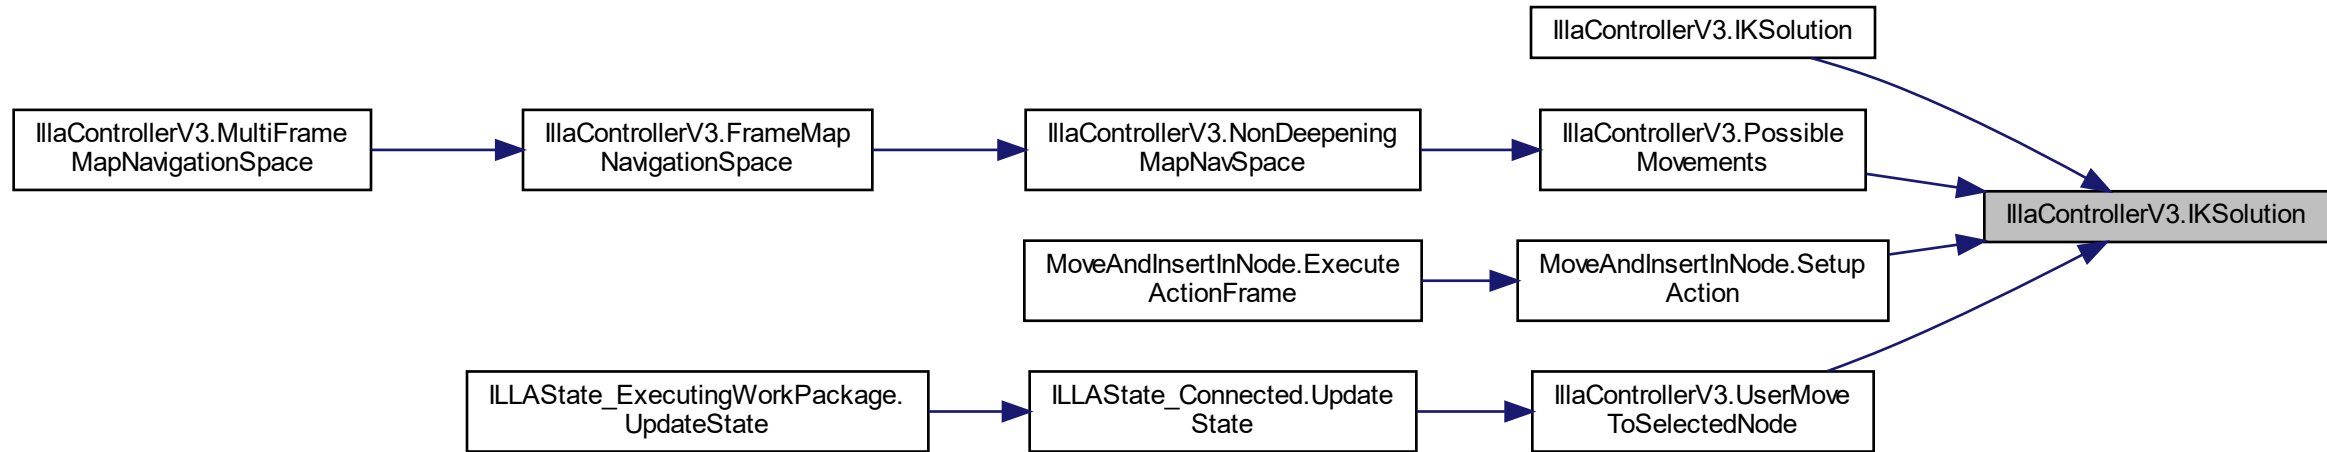 IllaControllerV3.IKSolution
IllaControllerV3.MultiFrame
MapNavigationSpace
IllaControllerV3.FrameMap
NavigationSpace
IllaControllerV3.NonDeepening
MapNavSpace
IllaControllerV3.Possible
Movements
IllaControllerV3.IKSolution
MoveAndInsertInNode.Execute
ActionFrame
MoveAndInsertInNode.Setup
Action
ILLAState_ExecutingWorkPackage.
UpdateState
ILLAState_Connected.Update
State
IllaControllerV3.UserMove
ToSelectedNode